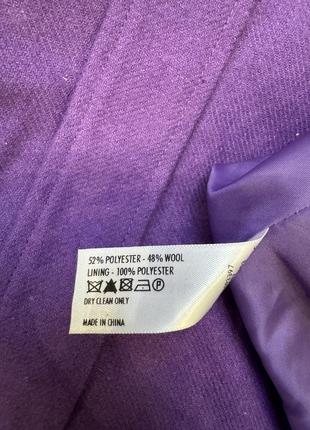 52% POLYESTER - 48% WOOL
LINING - 100% POLYESTER
DRY CLEAN ONLY
MADE IN CHINA